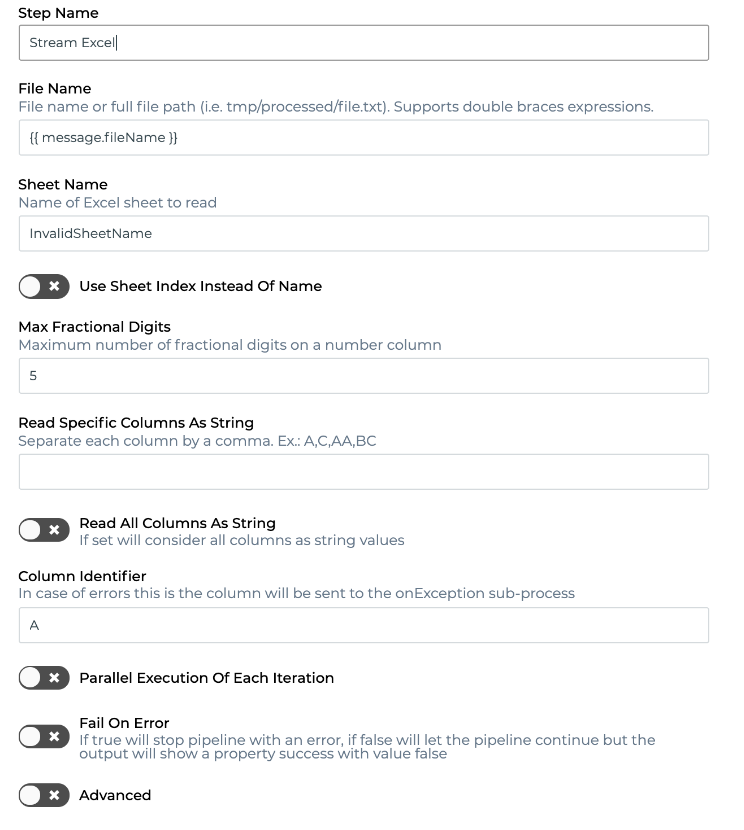 Step Name
Stream Excel
File Name
File name or full file path (i.e. tmp/processed/file.txt). Supports double braces expressions.
{{ message.fileName }}
Sheet Name
Name of Excel sheet to read
InvalidSheetName
Use Sheet Index Instead Of Name
Max Fractional Digits
Maximum number of fractional digits on a number column
5
Read Specific Columns As String
Separate each column by a comma. Ex.: A,C,AA,BC
Read All Columns As String
If set will consider all columns as string values
Column Identifier
In case of errors this is the column will be sent to the onException sub-process
A
Parallel Execution Of Each Iteration
Fail On Error
If true will stop pipeline with an error, if false will let the pipeline continue but the
output will show a property success with value false
Advanced